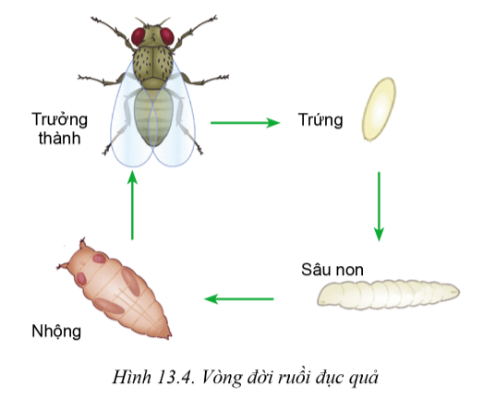 Trưởng
thành
Trứng
Sâu non
Nhộng
Hình 13.4. Vòng đời ruồi đục quả